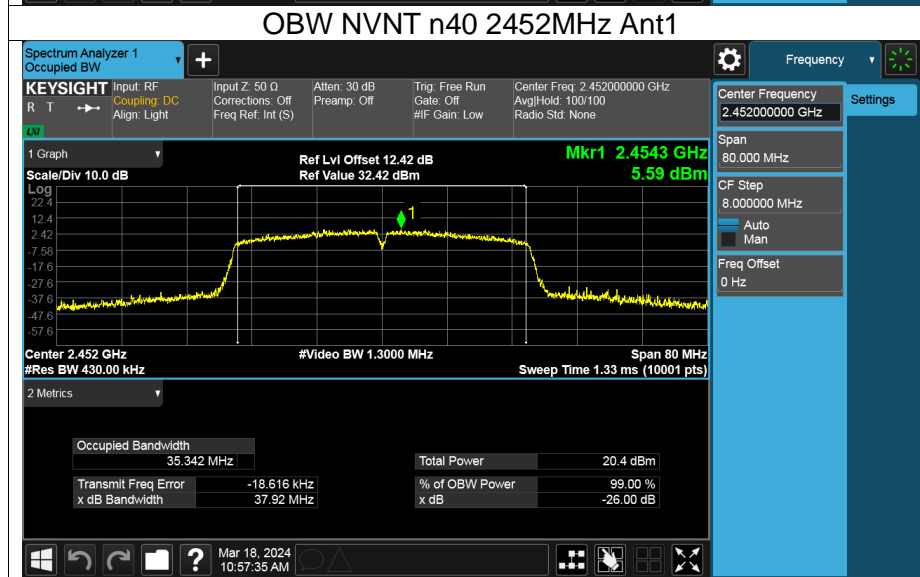 OBW NVNT n40 2452MHz Ant1
Spectrum Analyzer 1
Occupied BW
+
Frequency
KEYSIGHT
R T
LXI
Input: RF
Coupling: DC
Align: Light
Input Z: 50 Ω
Corrections: Off
Freq Ref: Int (S)
Atten: 30 dB
Preamp: Off
Trig: Free Run
Gate: Off
#IF Gain: Low
Center Freq: 2.452000000 GHz
Avg|Hold: 100/100
Radio Std: None
Center Frequency
2.452000000 GHz
Settings
Span
80.000 MHz
CF Step
8.000000 MHz
Auto
Man
Freq Offset
0 Hz
1 Graph
Scale/Div 10.0 dB
Ref Lvl Offset 12.42 dB
Ref Value 32.42 dBm
Mkr1 2.4543 GHz
5.59 dBm
Log
22.4
12.4
2.42
-7.58
-17.6
-27.6
-37.6
-47.6
-57.6
1
Center 2.452 GHz
#Res BW 430.00 kHz
#Video BW 1.3000 MHz
Span 80 MHz
Sweep Time 1.33 ms (10001 pts)
2 Metrics
Occupied Bandwidth
35.342 MHz
Total Power 20.4 dBm
Transmit Freq Error -18.616 kHz
% of OBW Power 99.00 %
x dB Bandwidth 37.92 MHz
x dB -26.00 dB
?
Mar 18, 2024
10:57:35 AM